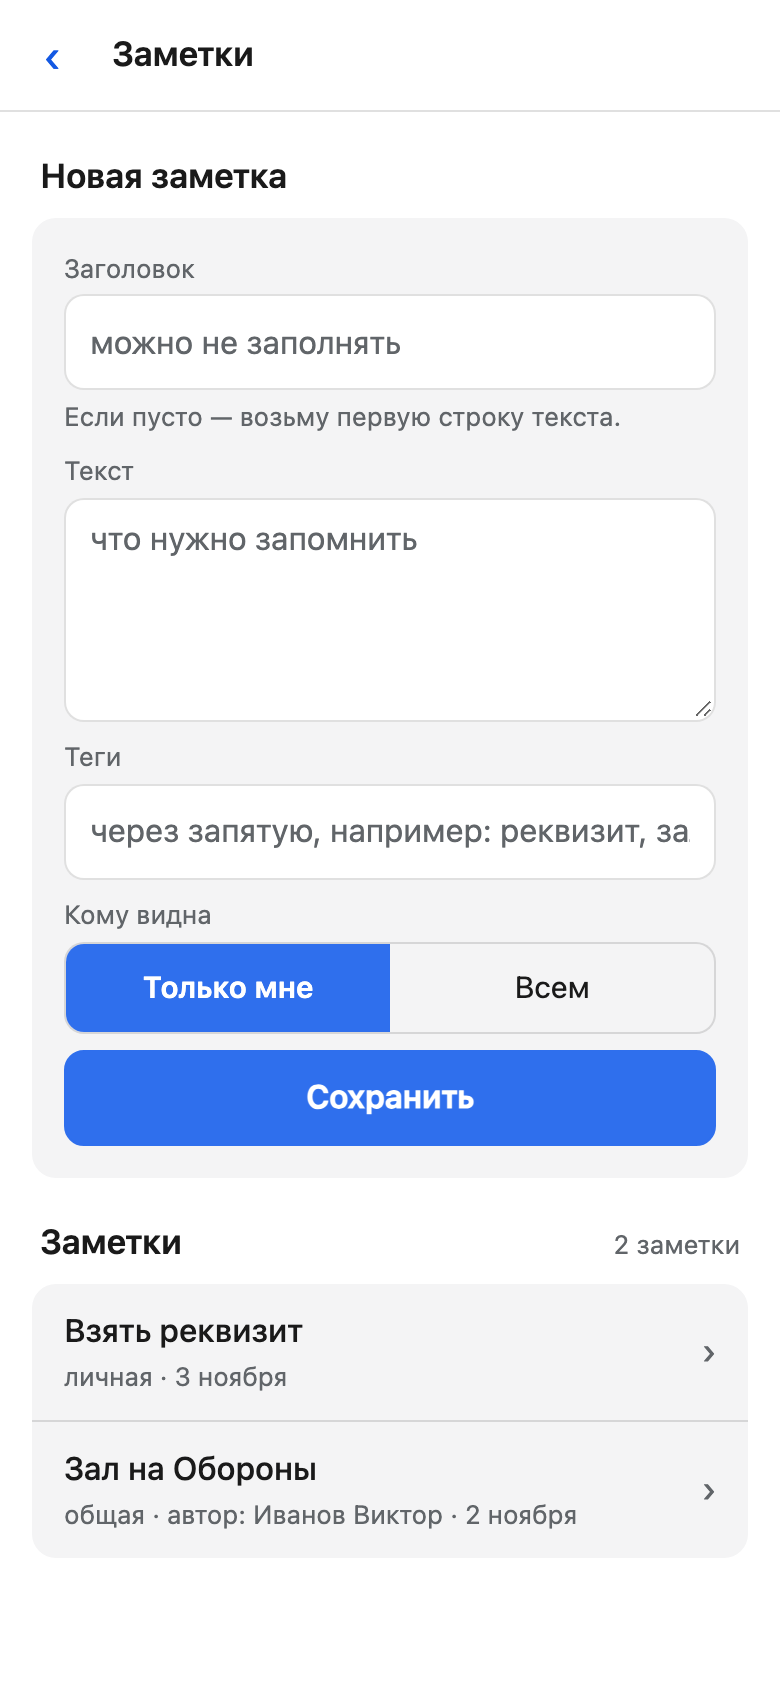 ‹ Заметки
Новая заметка
Заголовок
можно не заполнять
Если пусто — возьму первую строку текста.
Текст
что нужно запомнить
Теги
через запятую, например: реквизит, за
Кому видна
Только мне Всем
Сохранить
Заметки 2 заметки
Взять реквизит
личная · 3 ноября
›
Зал на Обороны
общая · автор: Иванов Виктор · 2 ноября
›